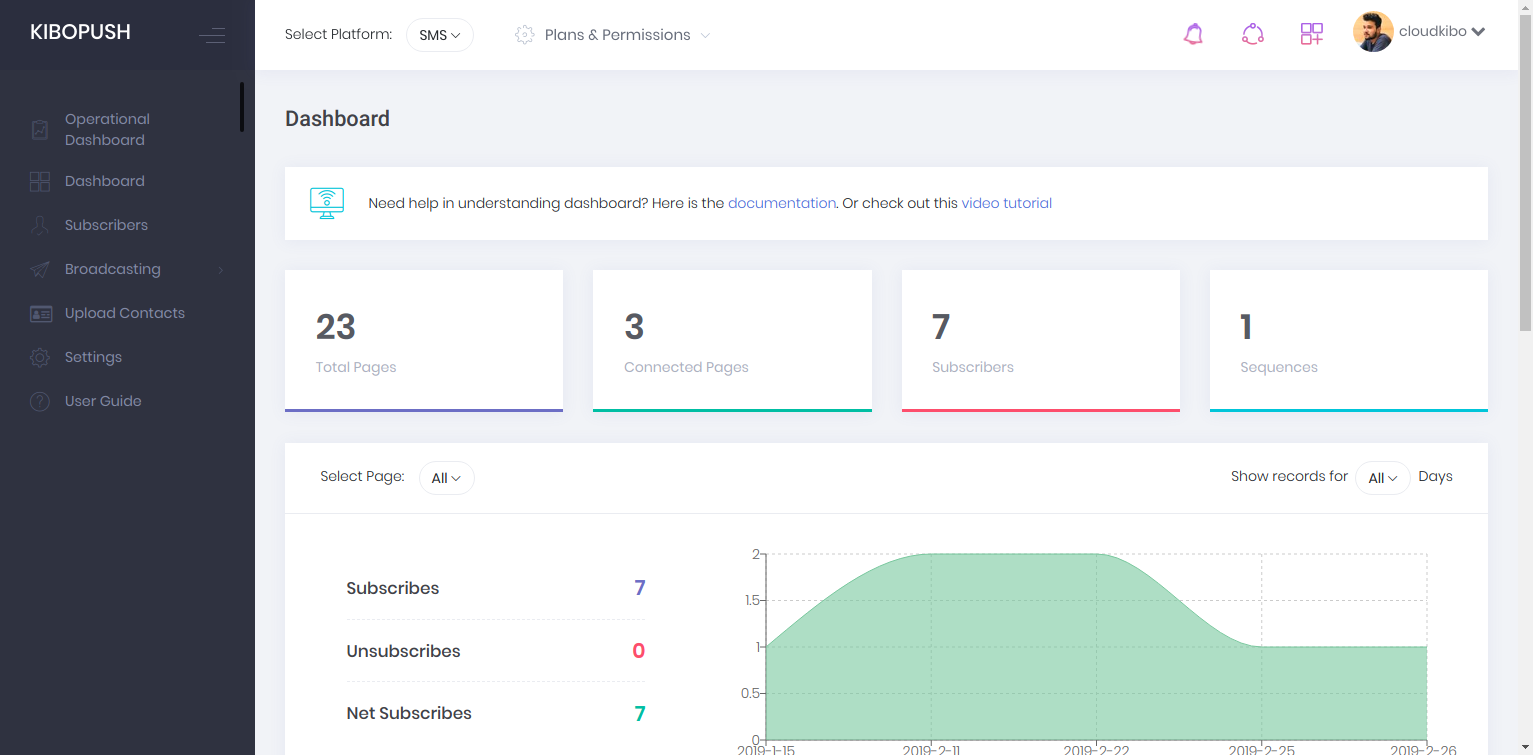 KIBOPUSH
Select Platform: SMS
Plans & Permissions
cloudkibo
Operational
Dashboard
Dashboard
Subscribers
Broadcasting
Upload Contacts
Settings
User Guide
Dashboard
Need help in understanding dashboard? Here is the documentation. Or check out this video tutorial
23
Total Pages
3
Connected Pages
7
Subscribers
1
Sequences
Select Page: All
Show records for All Days
Subscribes 7
Unsubscribes 0
Net Subscribes 7
2
1.5
1
0.5
0
2019-1-15 2019-2-11 2019-2-22 2019-2-25 2019-2-26